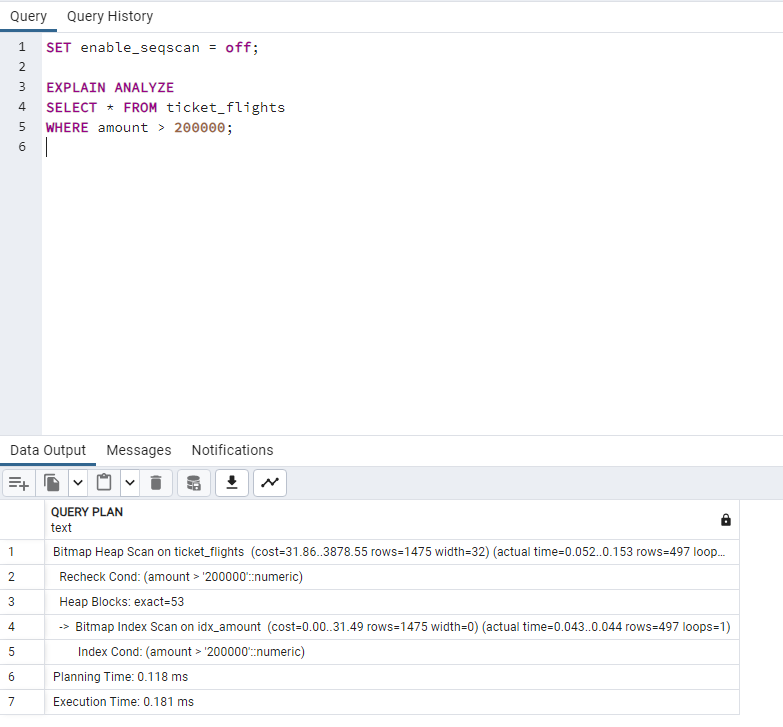 Query Query History
1 SET enable_seqscan = off;
2
3 EXPLAIN ANALYZE
4 SELECT * FROM ticket_flights
5 WHERE amount > 200000;
6
Data Output Messages Notifications
QUERY PLAN
text
1 Bitmap Heap Scan on ticket_flights (cost=31.86..3878.55 rows=1475 width=32) (actual time=0.052..0.153 rows=497 loop...
2 Recheck Cond: (amount > '200000'::numeric)
3 Heap Blocks: exact=53
4 -> Bitmap Index Scan on idx_amount (cost=0.00..31.49 rows=1475 width=0) (actual time=0.043..0.044 rows=497 loops=1)
5 Index Cond: (amount > '200000'::numeric)
6 Planning Time: 0.118 ms
7 Execution Time: 0.181 ms